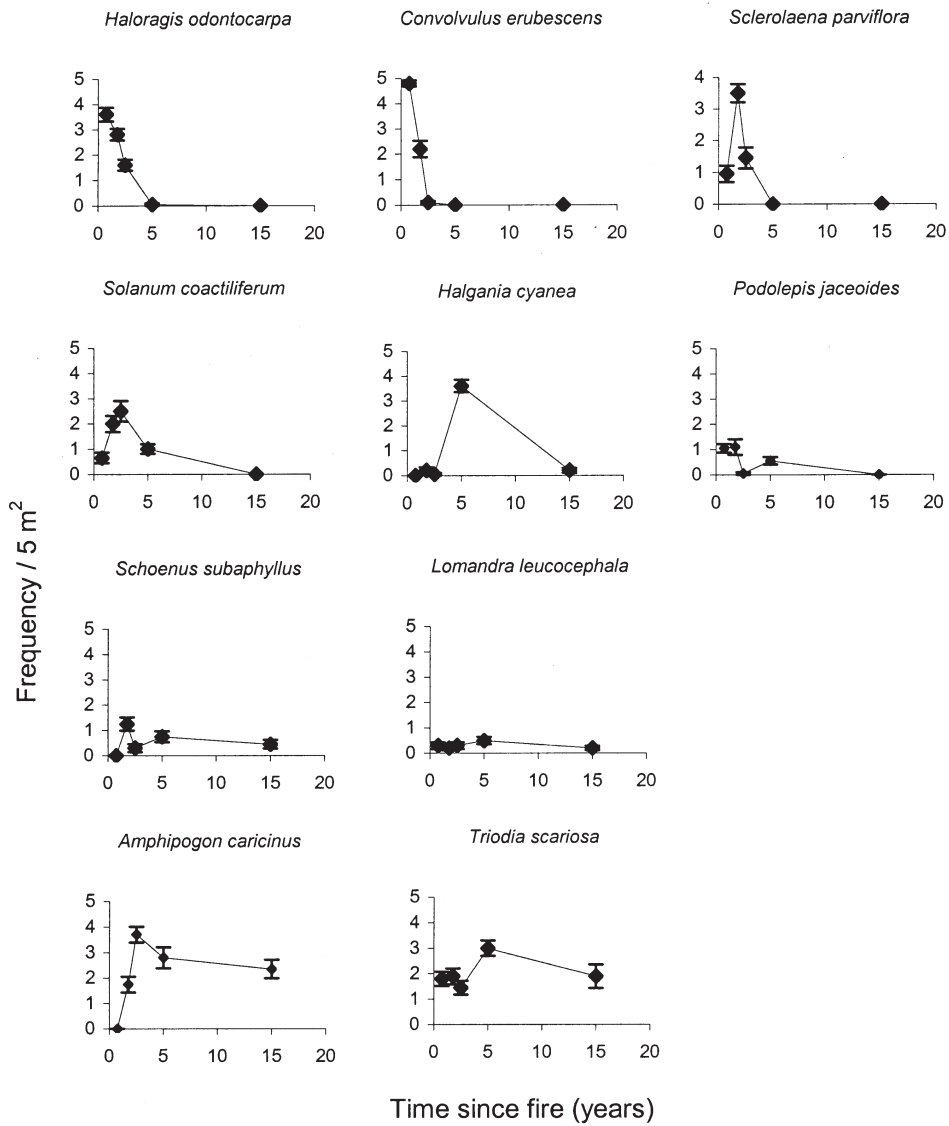 Haloragis odontocarpa
Convolvulus erubescens
Sclerolaena parviflora
5
4
3
2
1
0
0 5 10 15 20
5
4
3
2
1
0
0 5 10 15 20
4
3
2
1
0
0 5 10 15 20
Solanum coactiliferum
Halgania cyanea
Podolepis jaceoides
5
4
3
2
1
0
0 5 10 15 20
5
4
3
2
1
0
0 5 10 15 20
5
4
3
2
1
0
0 5 10 15 20
Frequency / 5 m²
Schoenus subaphyllus
Lomandra leucocephala
5
4
3
2
1
0
0 5 10 15 20
5
4
3
2
1
0
0 5 10 15 20
Amphipogon caricinus
Triodia scariosa
5
4
3
2
1
0
0 5 10 15 20
5
4
3
2
1
0
0 5 10 15 20
Time since fire (years)